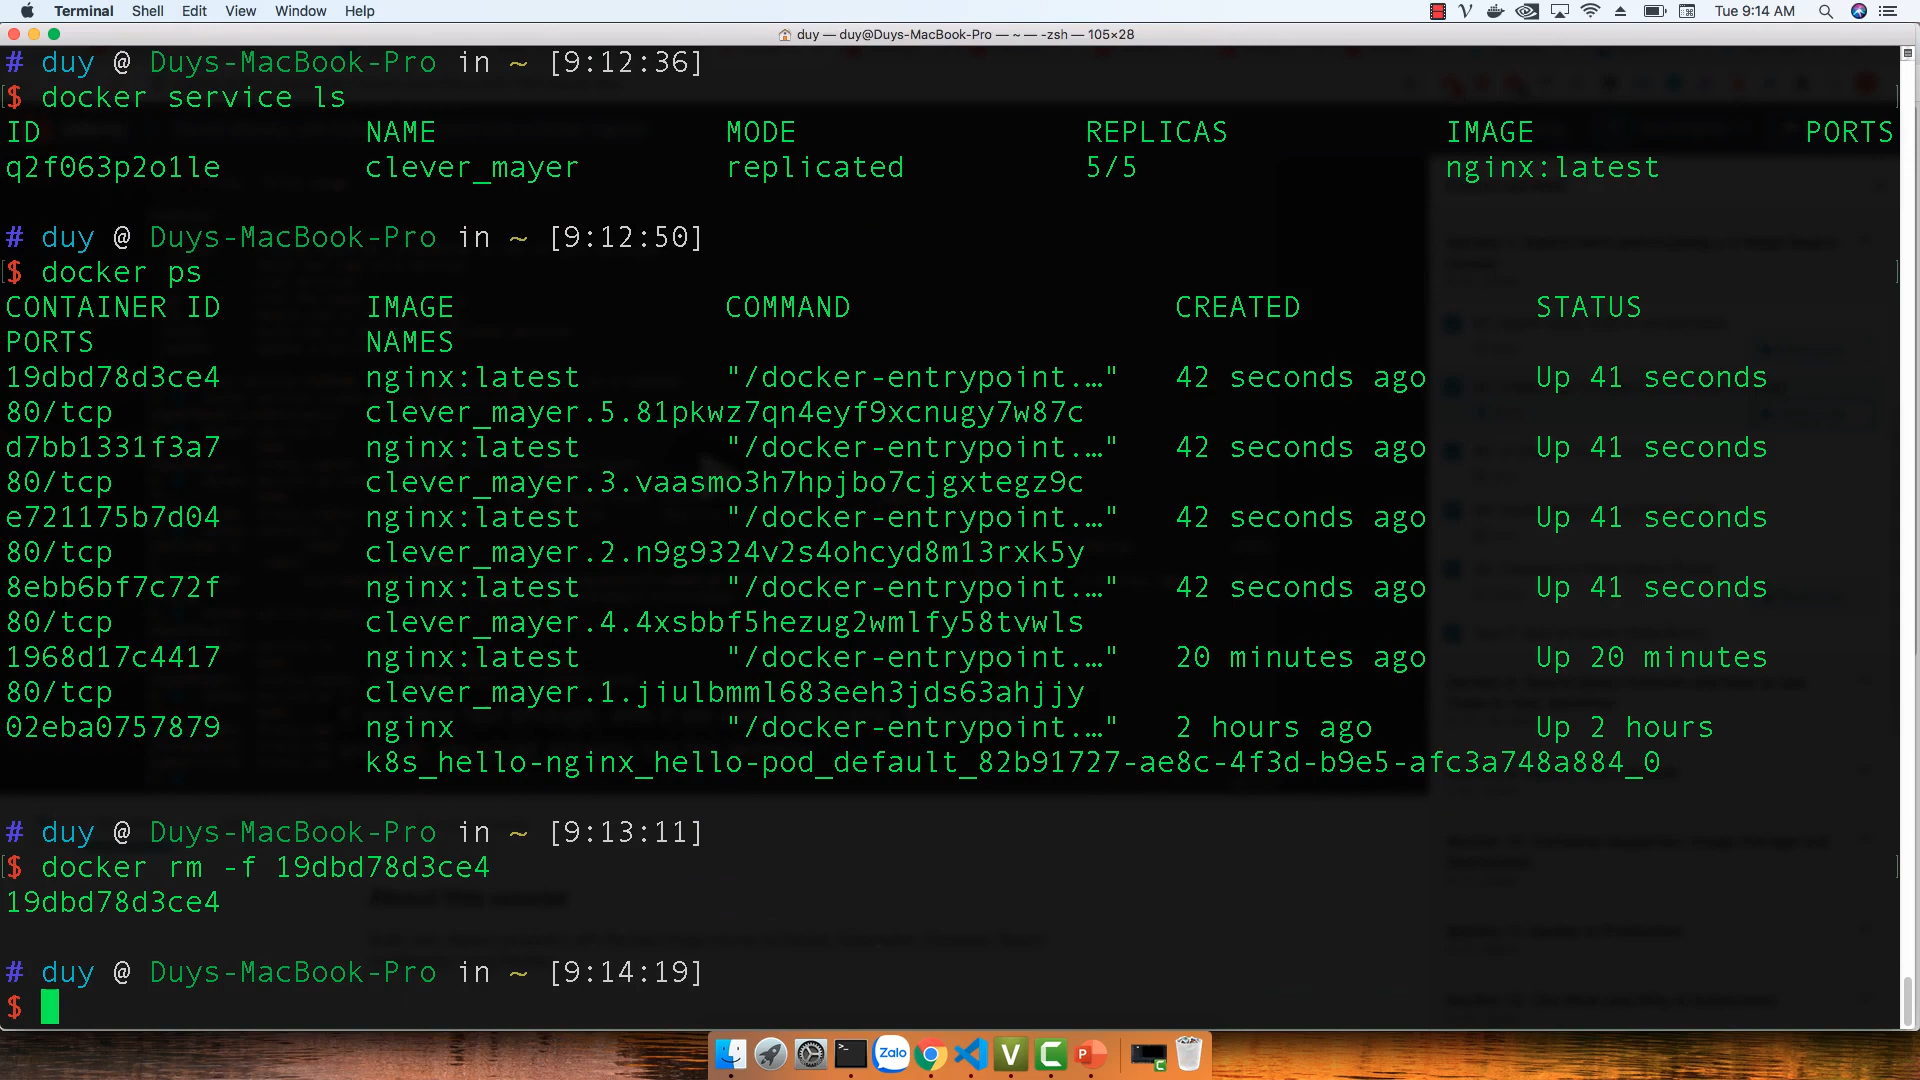 Terminal Shell Edit View Window Help Tue 9:14 AM
duy — duy@Duys-MacBook-Pro — ~ — -zsh — 105×28
# duy @ Duys-MacBook-Pro in ~ [9:12:36]
$ docker service ls
ID NAME MODE REPLICAS IMAGE PORTS
q2f063p2o1le clever_mayer replicated 5/5 nginx:latest
# duy @ Duys-MacBook-Pro in ~ [9:12:50]
$ docker ps
CONTAINER ID IMAGE COMMAND CREATED STATUS
PORTS NAMES
19dbd78d3ce4 nginx:latest "/docker-entrypoint.…" 42 seconds ago Up 41 seconds
80/tcp clever_mayer.5.81pkwz7qn4eyf9xcnugy7w87c
d7bb1331f3a7 nginx:latest "/docker-entrypoint.…" 42 seconds ago Up 41 seconds
80/tcp clever_mayer.3.vaasmo3h7hpjbo7cjgxtegz9c
e721175b7d04 nginx:latest "/docker-entrypoint.…" 42 seconds ago Up 41 seconds
80/tcp clever_mayer.2.n9g9324v2s4ohcyd8m13rxk5y
8ebb6bf7c72f nginx:latest "/docker-entrypoint.…" 42 seconds ago Up 41 seconds
80/tcp clever_mayer.4.4xsbbf5hezug2wmlfy58tvwls
1968d17c4417 nginx:latest "/docker-entrypoint.…" 20 minutes ago Up 20 minutes
80/tcp clever_mayer.1.jiulbmml683eeh3jds63ahjjy
02eba0757879 nginx "/docker-entrypoint.…" 2 hours ago Up 2 hours
k8s_hello-nginx_hello-pod_default_82b91727-ae8c-4f3d-b9e5-afc3a748a884_0
# duy @ Duys-MacBook-Pro in ~ [9:13:11]
$ docker rm -f 19dbd78d3ce4
19dbd78d3ce4
# duy @ Duys-MacBook-Pro in ~ [9:14:19]
$
Zalo